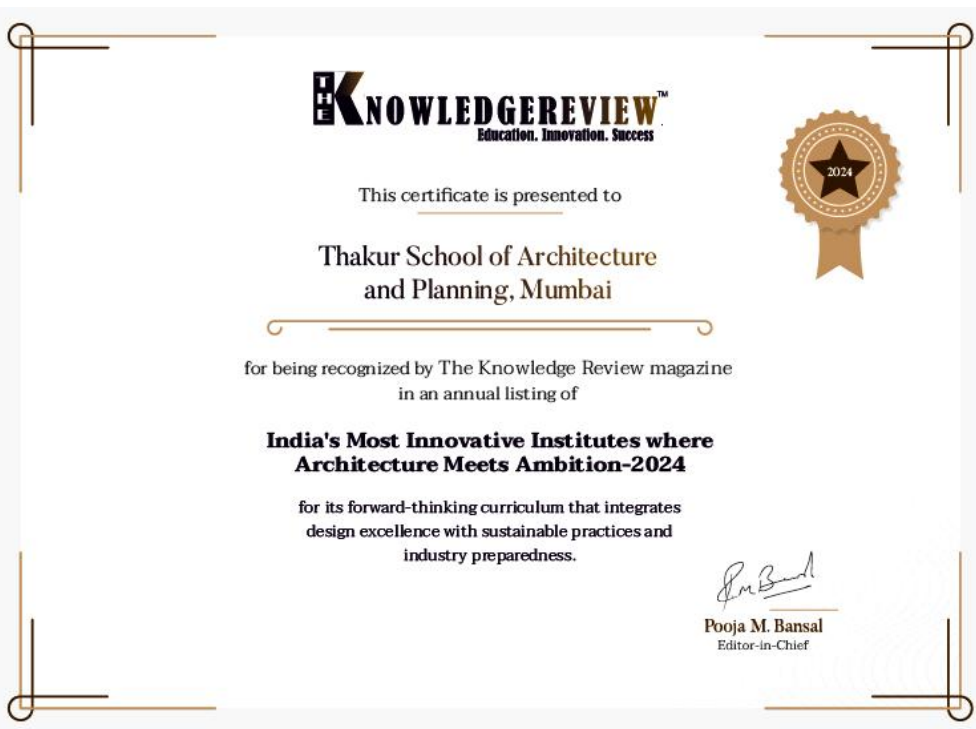 THE KNOWLEDGEREVIEW™
Education. Innovation. Success
2024
This certificate is presented to
Thakur School of Architecture
and Planning, Mumbai
for being recognized by The Knowledge Review magazine
in an annual listing of
India's Most Innovative Institutes where
Architecture Meets Ambition-2024
for its forward-thinking curriculum that integrates
design excellence with sustainable practices and
industry preparedness.
Pooja M. Bansal
Editor-in-Chief